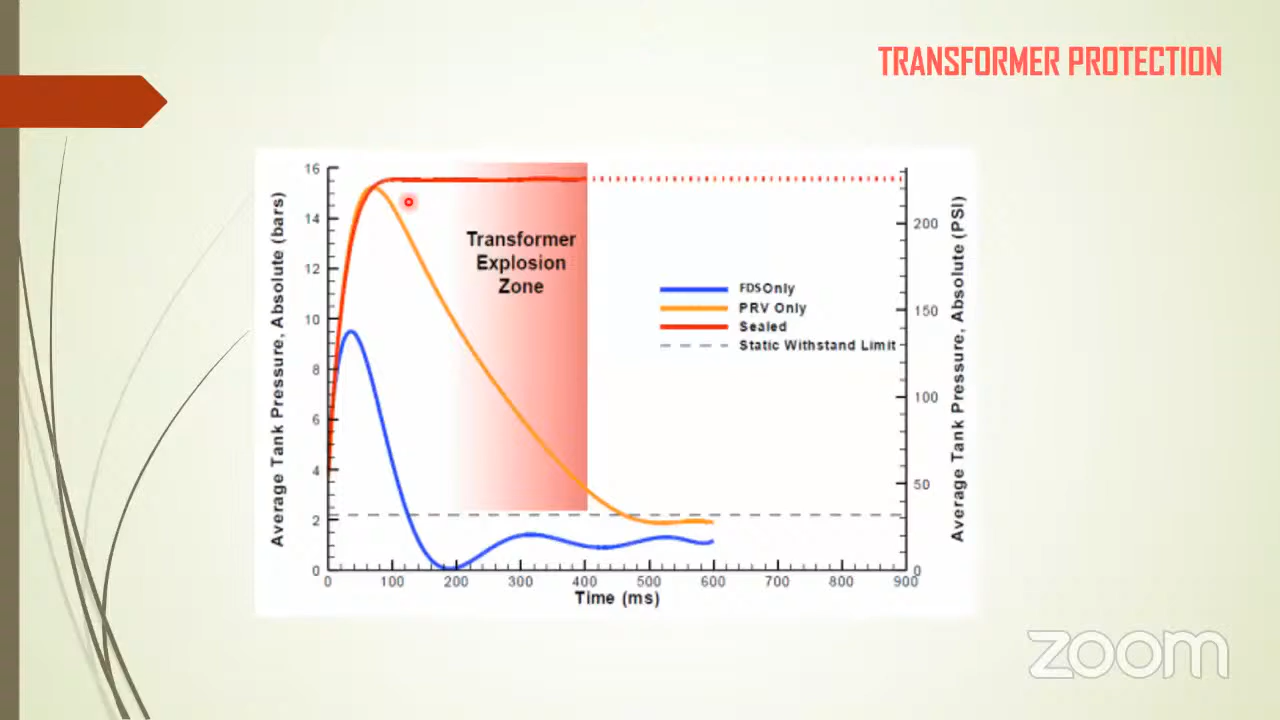 TRANSFORMER PROTECTION
Average Tank Pressure, Absolute (bars)
16
14
12
10
8
6
4
2
0
Transformer
Explosion
Zone
FDS Only
PRV Only
Sealed
Static Withstand Limit
200
150
100
50
0
Average Tank Pressure, Absolute (PSI)
0 100 200 300 400 500 600 700 800 900
Time (ms)
zoom